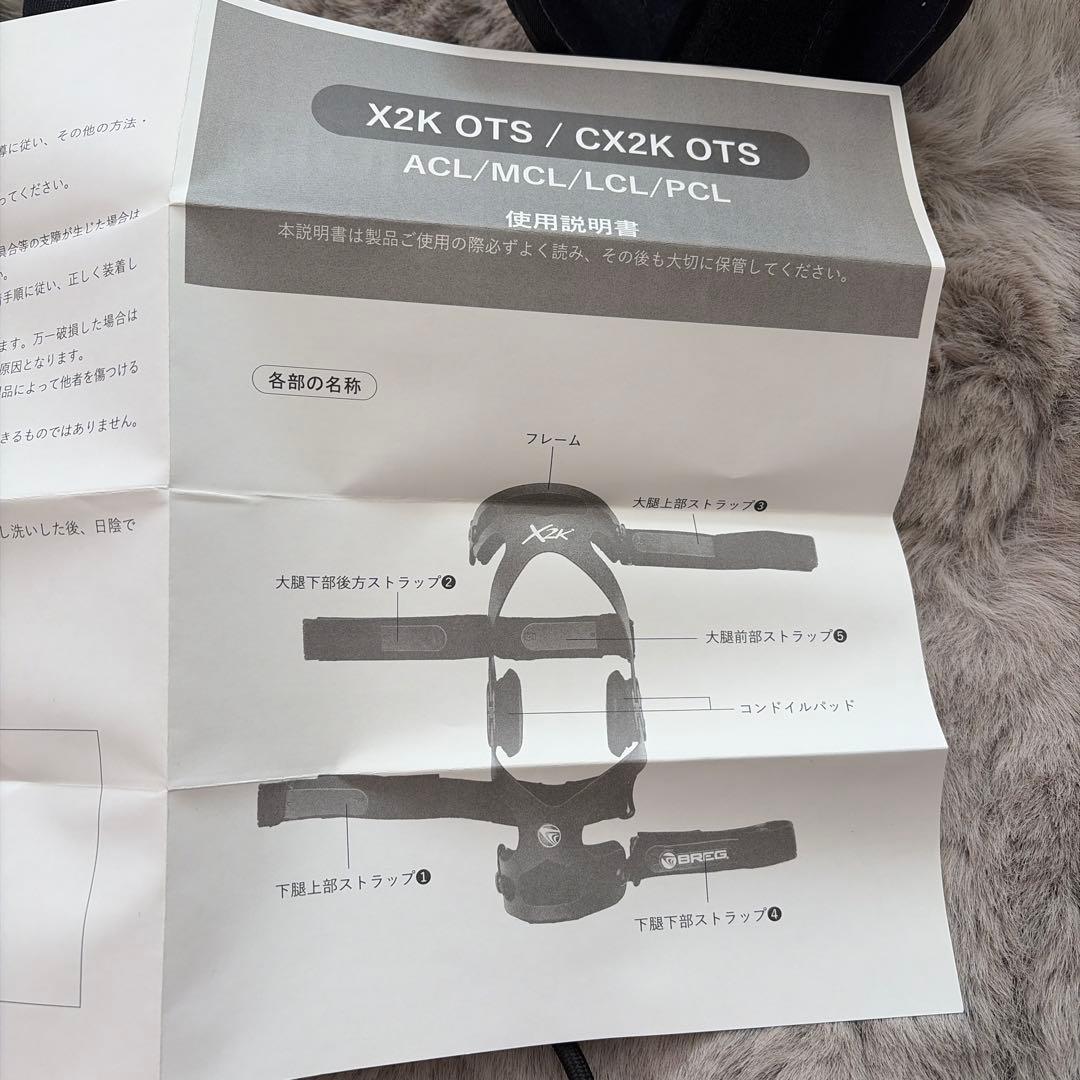 導に従い、その他の方法・
ってください。
具合等の支障が生じた場合は
い。
着手順に従い、正しく装着し
ます。万一破損した場合は
原因となります。
品によって他者を傷つける
きるものではありません。
し洗いした後、日陰で
X2K OTS / CX2K OTS
ACL/MCL/LCL/PCL
使用説明書
本説明書は製品ご使用の際必ずよく読み、その後も大切に保管してください。
各部の名称
フレーム
大腿上部ストラップ❸
X2K
大腿下部後方ストラップ❷
大腿前部ストラップ❺
コンドイルパッド
BREG
下腿上部ストラップ❶
下腿下部ストラップ❹